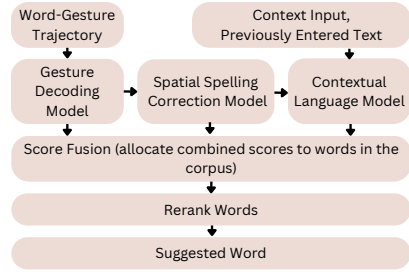 Word-Gesture
Trajectory
Context Input,
Previously Entered Text
Gesture
Decoding
Model
Spatial Spelling
Correction Model
Contextual
Language Model
Score Fusion (allocate combined scores to words in the
corpus)
Rerank Words
Suggested Word